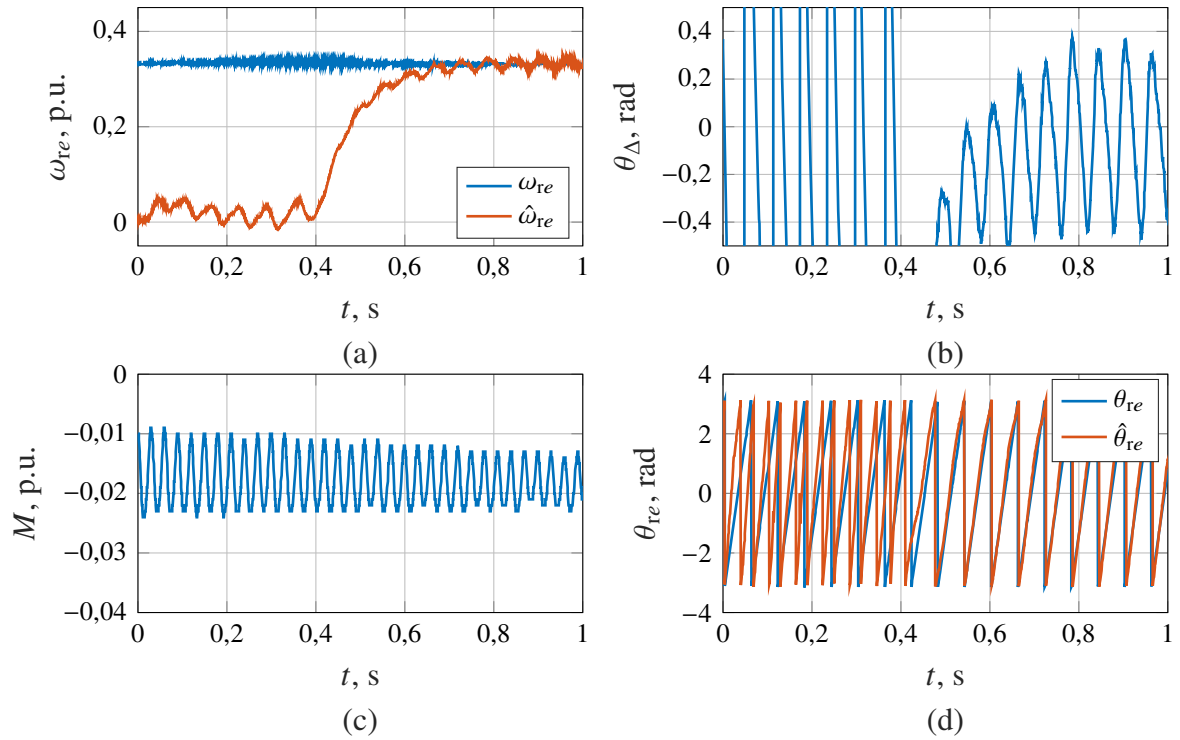 0,4
0,2
0
ω_re, p.u.
ω_re
ω̂_re
0 0,2 0,4 0,6 0,8 1
t, s
(a)
0,4
0,2
0
−0,2
−0,4
θ_Δ, rad
0 0,2 0,4 0,6 0,8 1
t, s
(b)
0
−0,01
−0,02
−0,03
−0,04
M, p.u.
0 0,2 0,4 0,6 0,8 1
t, s
(c)
4
2
0
−2
−4
θ_re, rad
θ_re
θ̂_re
0 0,2 0,4 0,6 0,8 1
t, s
(d)